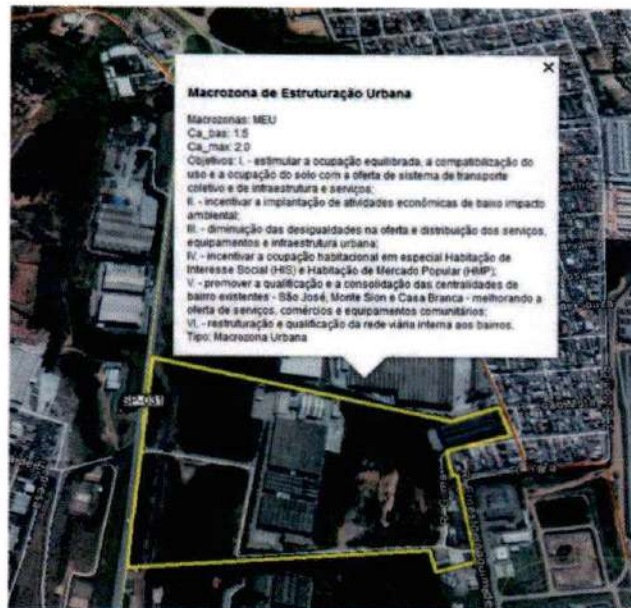 Macrozona de Estruturação Urbana
Macrozonas: MEU
Ca_bas: 1.5
Ca_max: 2.0
Objetivos: I. - estimular a ocupação equilibrada, a compatibilização do
uso e a ocupação do solo com a oferta de sistema de transporte
coletivo e de infraestrutura e serviços;
II. - incentivar a implantação de atividades econômicas de baixo impacto
ambiental;
III. - diminuição das desigualdades na oferta e distribuição dos serviços,
equipamentos e infraestrutura urbana;
IV. - incentivar a ocupação habitacional em especial Habitação de
Interesse Social (HIS) e Habitação de Mercado Popular (HMP);
V. - promover a qualificação e a consolidação das centralidades de
bairro existentes - São José, Monte Sion e Casa Branca - melhorando a
oferta de serviços, comércios e equipamentos comunitários;
VI. - restruturação e qualificação da rede viária interna aos bairros.
Tipo: Macrozona Urbana
SP-031